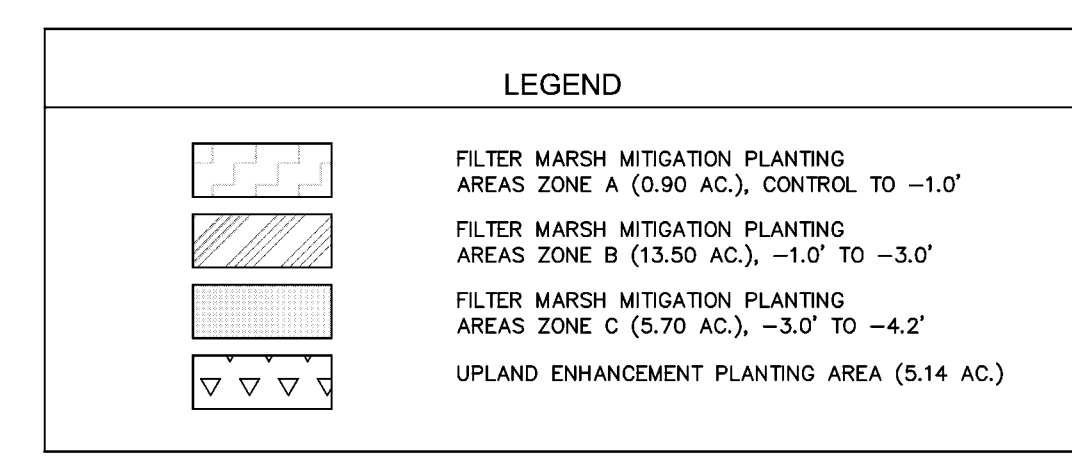 LEGEND
FILTER MARSH MITIGATION PLANTING
AREAS ZONE A (0.90 AC.), CONTROL TO −1.0'
FILTER MARSH MITIGATION PLANTING
AREAS ZONE B (13.50 AC.), −1.0' TO −3.0'
FILTER MARSH MITIGATION PLANTING
AREAS ZONE C (5.70 AC.), −3.0' TO −4.2'
UPLAND ENHANCEMENT PLANTING AREA (5.14 AC.)